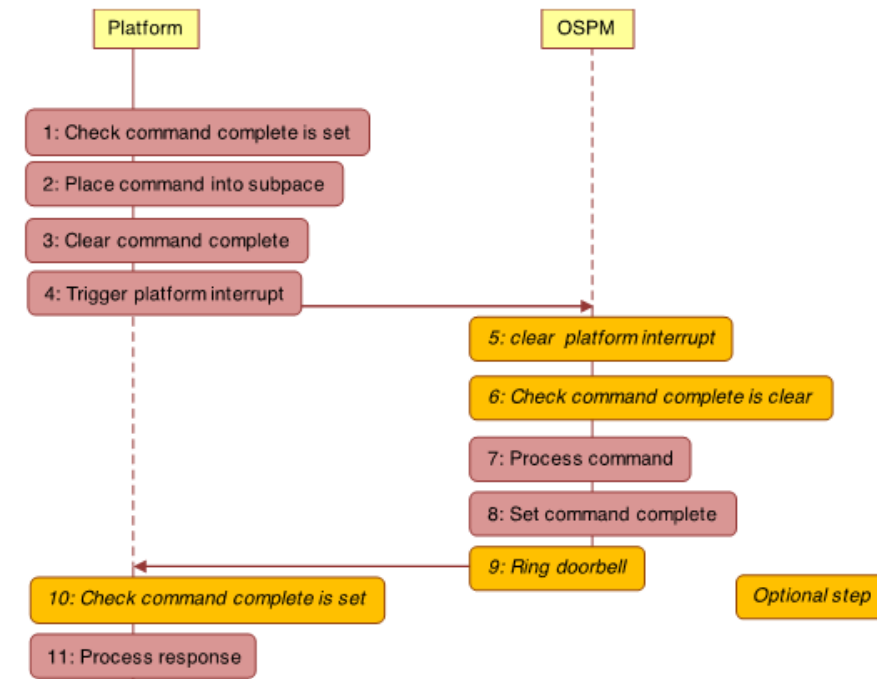 Platform
OSPM
1: Check command complete is set
2: Place command into subpace
3: Clear command complete
4: Trigger platform interrupt
5: clear platform interrupt
6: Check command complete is clear
7: Process command
8: Set command complete
9: Ring doorbell
10: Check command complete is set
Optional step
11: Process response